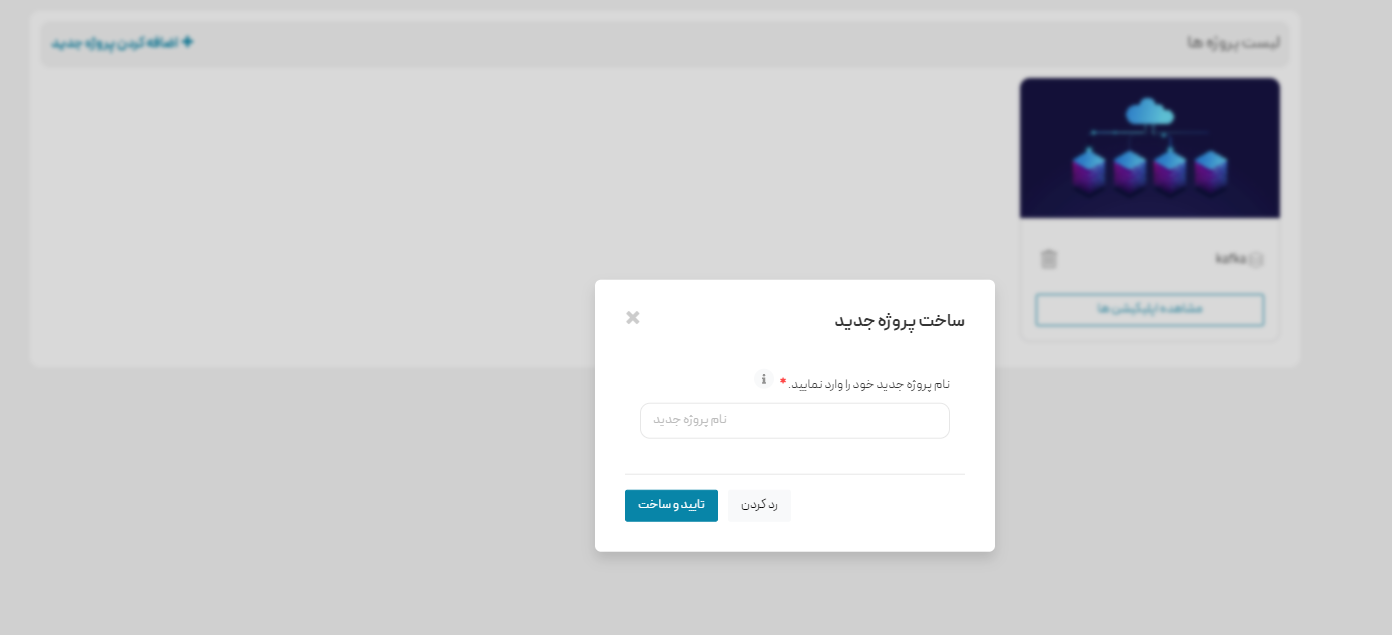 لیست پروژه ها
+ اضافه کردن پروژه جدید
kafka
مشاهده اپلیکیشن ها
ساخت پروژه جدید
نام پروژه جدید خود را وارد نمایید. *
نام پروژه جدید
رد کردن
تایید و ساخت